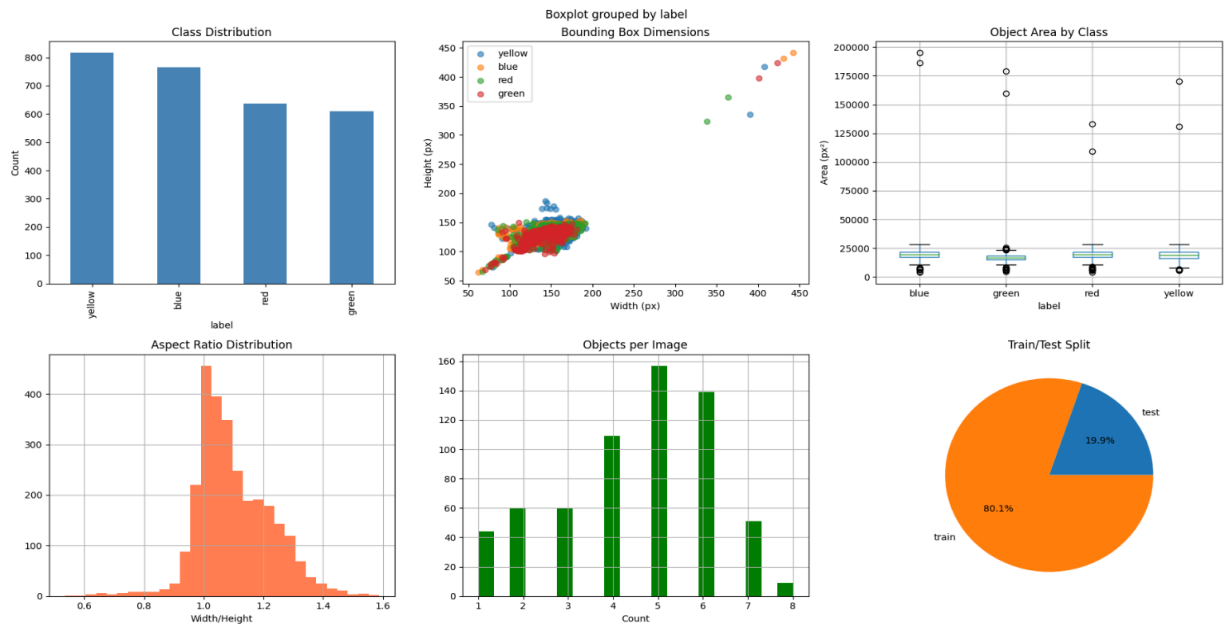 Boxplot grouped by label
Class Distribution
800
700
600
500
400
300
200
100
0
Count
yellow
blue
red
green
label
Bounding Box Dimensions
yellow
blue
red
green
450
400
350
300
250
200
150
100
50
Height (px)
50 100 150 200 250 300 350 400 450
Width (px)
Object Area by Class
200000
175000
150000
125000
100000
75000
50000
25000
0
Area (px²)
blue green red yellow
label
Aspect Ratio Distribution
400
300
200
100
0
0.6 0.8 1.0 1.2 1.4 1.6
Width/Height
Objects per Image
160
140
120
100
80
60
40
20
0
1 2 3 4 5 6 7 8
Count
Train/Test Split
test
19.9%
80.1%
train